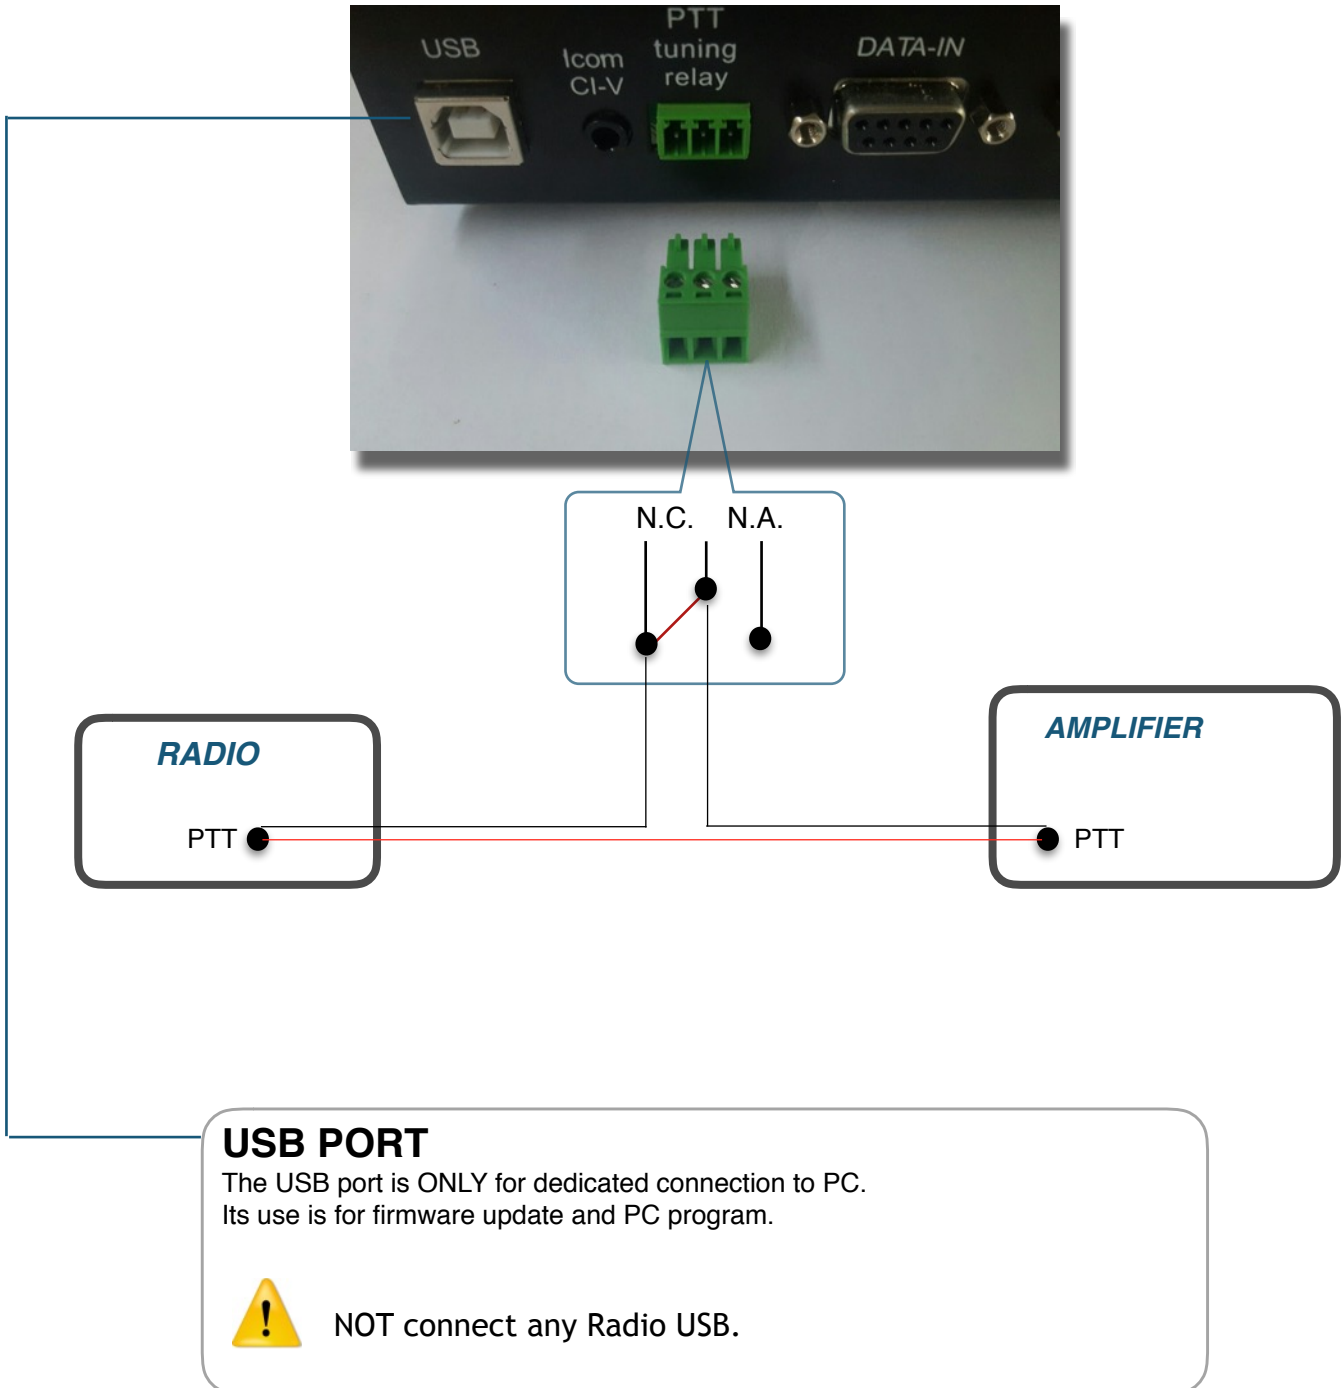 USB
Icom
CI-V
PTT
tuning
relay
DATA-IN
N.C. N.A.
RADIO
PTT
AMPLIFIER
PTT
USB PORT
The USB port is ONLY for dedicated connection to PC.
Its use is for firmware update and PC program.
NOT connect any Radio USB.